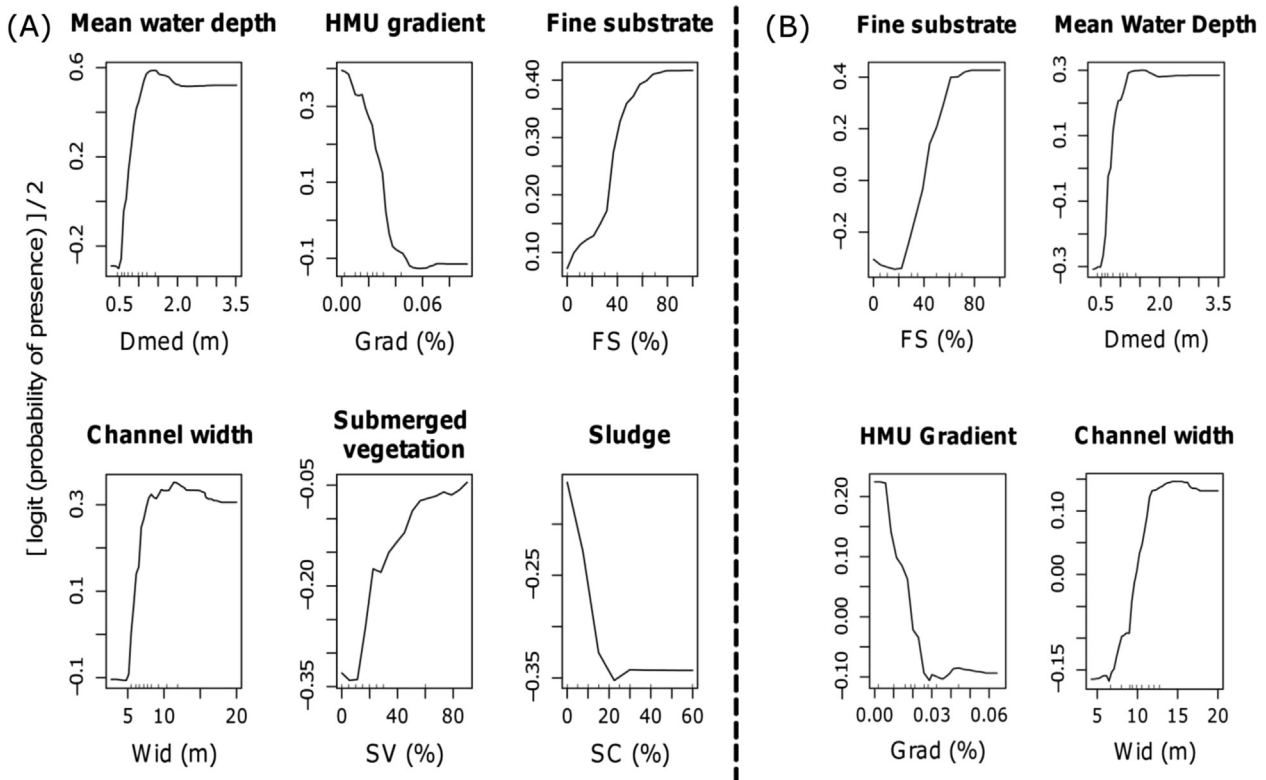 (A)
Mean water depth
HMU gradient
Fine substrate
(B)
Fine substrate
Mean Water Depth
[ logit (probability of presence) ] / 2
0.6
0.2
−0.2
0.5
2.0
3.5
Dmed (m)
0.3
0.1
−0.1
0.00
0.06
Grad (%)
0.40
0.30
0.20
0.10
0
40
80
FS (%)
0.4
0.2
0.0
−0.2
0
40
80
FS (%)
0.3
0.1
−0.1
−0.3
0.5
2.0
3.5
Dmed (m)
Channel width
Submerged
vegetation
Sludge
HMU Gradient
Channel width
0.3
0.1
−0.1
5
10
20
Wid (m)
−0.05
−0.20
−0.35
0
40
80
SV (%)
−0.25
−0.35
0
20
40
60
SC (%)
0.20
0.10
0.00
−0.10
0.00
0.03
0.06
Grad (%)
0.10
0.00
−0.15
5
10
15
20
Wid (m)